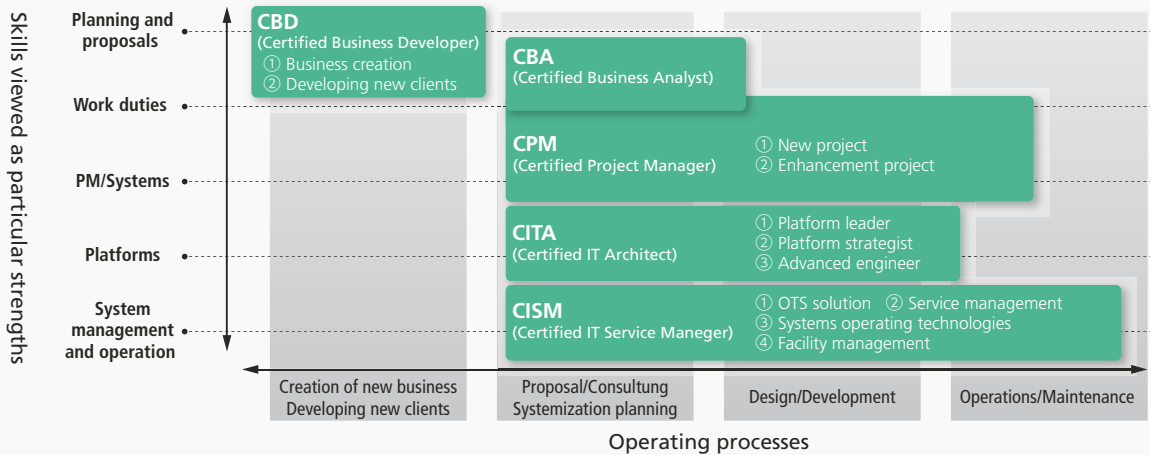 Skills viewed as particular strengths
Planning and
proposals
Work duties
PM/Systems
Platforms
System
management
and operation
CBD
(Certified Business Developer)
① Business creation
② Developing new clients
CBA
(Certified Business Analyst)
CPM
(Certified Project Manager)
① New project
② Enhancement project
CITA
(Certified IT Architect)
① Platform leader
② Platform strategist
③ Advanced engineer
CISM
(Certified IT Service Manager)
① OTS solution ② Service management
③ Systems operating technologies
④ Facility management
Creation of new business
Developing new clients
Proposal/Consultung
Systemization planning
Design/Development
Operations/Maintenance
Operating processes